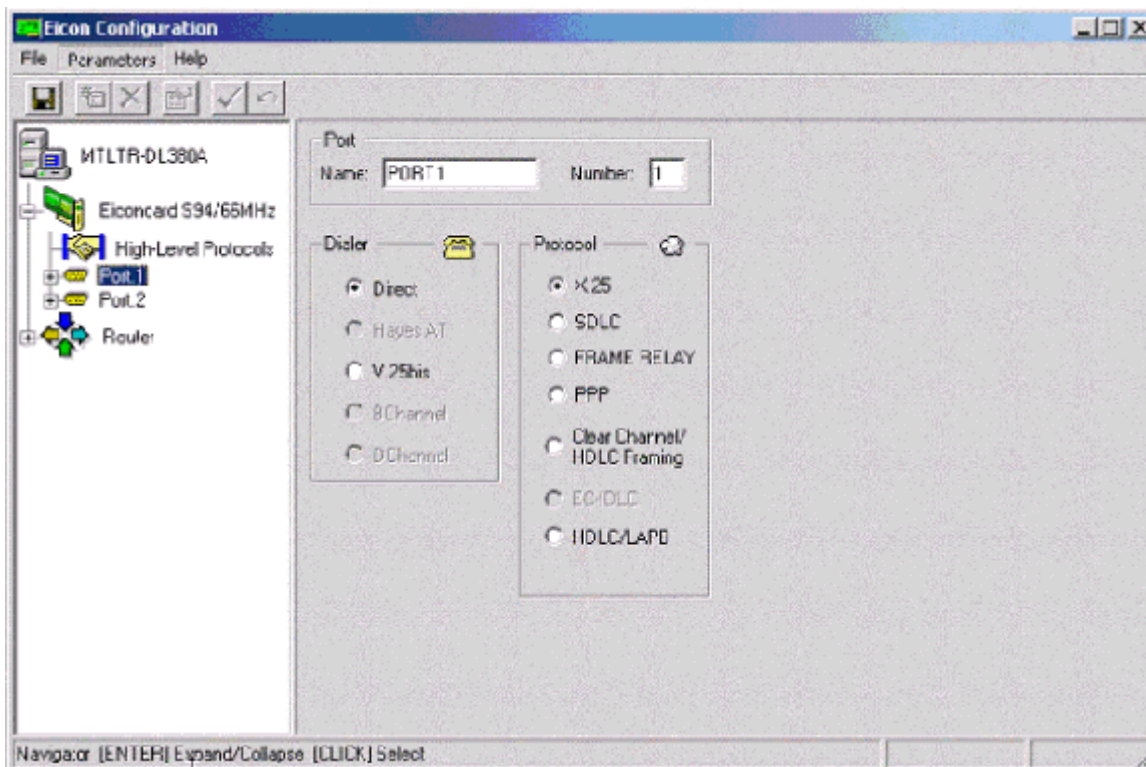 Eicon Configuration
File Parameters Help
MTLTR-DL380A
Eiconcard S94/66MHz
High-Level Protocols
Port.1
Port.2
Router
Port
Name: PORT1 Number: 1
Dialer
Direct
Hayes AT
V.25bis
B Channel
D Channel
Protocol
X.25
SDLC
FRAME RELAY
PPP
Clear Channel/
HDLC Framing
EC/DLC
HDLC/LAPB
Navigator [ENTER] Expand/Collapse [CLICK] Select